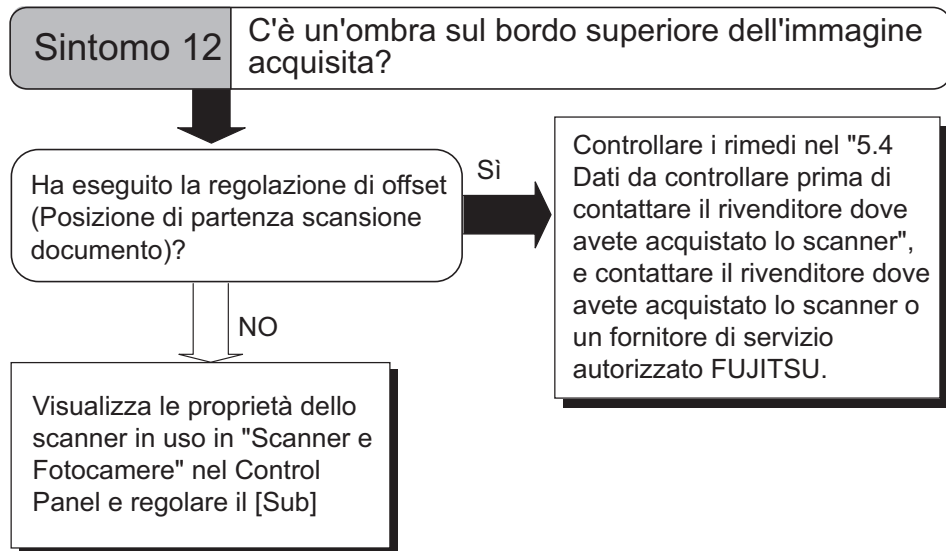 Sintomo 12
C'è un'ombra sul bordo superiore dell'immagine
acquisita?
Ha eseguito la regolazione di offset
(Posizione di partenza scansione
documento)?
Sì
Controllare i rimedi nel "5.4
Dati da controllare prima di
contattare il rivenditore dove
avete acquistato lo scanner",
e contattare il rivenditore dove
avete acquistato lo scanner o
un fornitore di servizio
autorizzato FUJITSU.
NO
Visualizza le proprietà dello
scanner in uso in "Scanner e
Fotocamere" nel Control
Panel e regolare il [Sub]